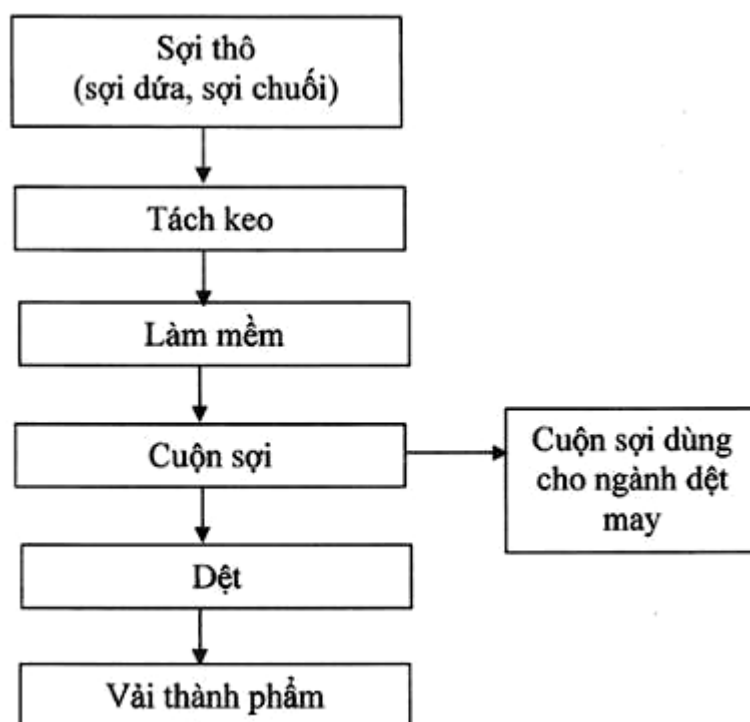 Sợi thô
(sợi dứa, sợi chuối)
Tách keo
Làm mềm
Cuộn sợi
Cuộn sợi dùng
cho ngành dệt
may
Dệt
Vải thành phẩm